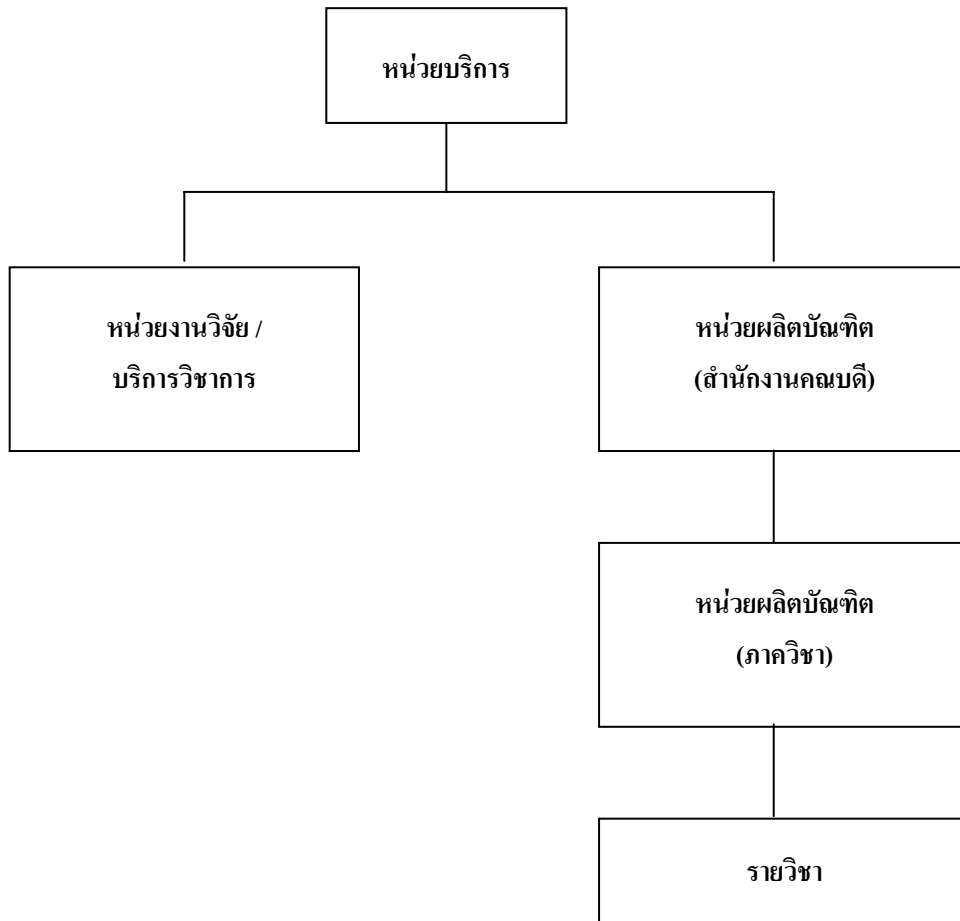 หน่วยบริการ
หน่วยงานวิจัย /
บริการวิชาการ
หน่วยผลิตบัณฑิต
(สำนักงานคณบดี)
หน่วยผลิตบัณฑิต
(ภาควิชา)
รายวิชา